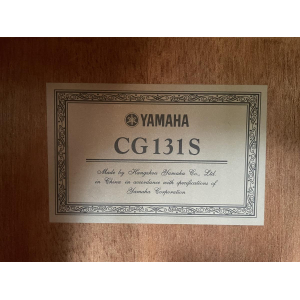 YAMAHA
CG131S
Made by Hangzhou Yamaha Co., Ltd.
in China in accordance with specifications of
Yamaha Corporation